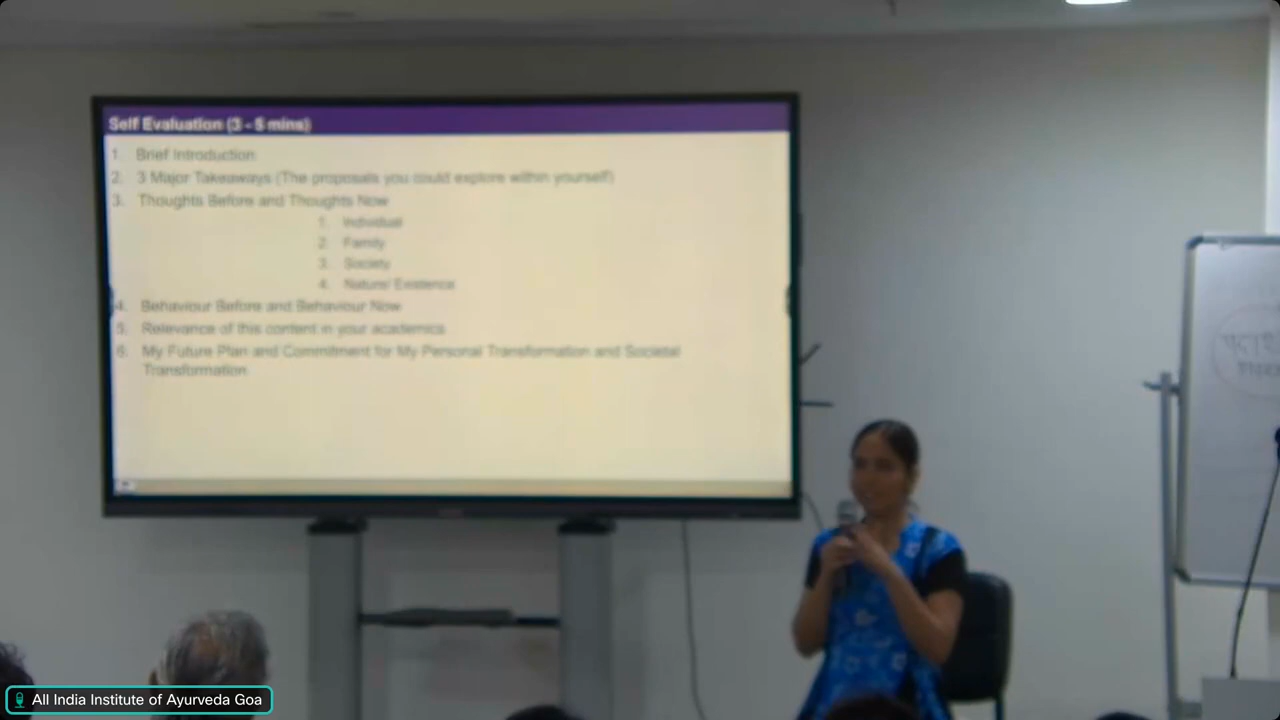 Self Evaluation (3 - 5 mins)
1. Brief Introduction
2. 3 Major Takeaways (The proposals you could explore within yourself)
3. Thoughts Before and Thoughts Now
1. Individual
2. Family
3. Society
4. Nature/ Existence
4. Behaviour Before and Behaviour Now
5. Relevance of this content in your academics
6. My Future Plan and Commitment for My Personal Transformation and Societal
Transformation
All India Institute of Ayurveda Goa